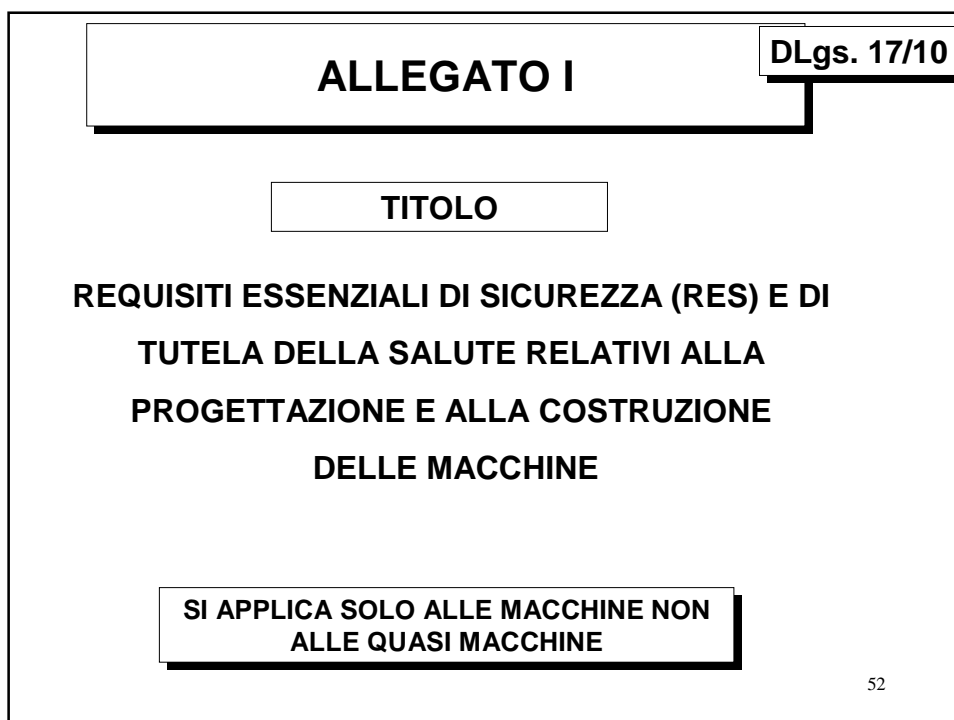 ALLEGATO I
DLgs. 17/10
TITOLO
REQUISITI ESSENZIALI DI SICUREZZA (RES) E DI
TUTELA DELLA SALUTE RELATIVI ALLA
PROGETTAZIONE E ALLA COSTRUZIONE
DELLE MACCHINE
SI APPLICA SOLO ALLE MACCHINE NON
ALLE QUASI MACCHINE
52